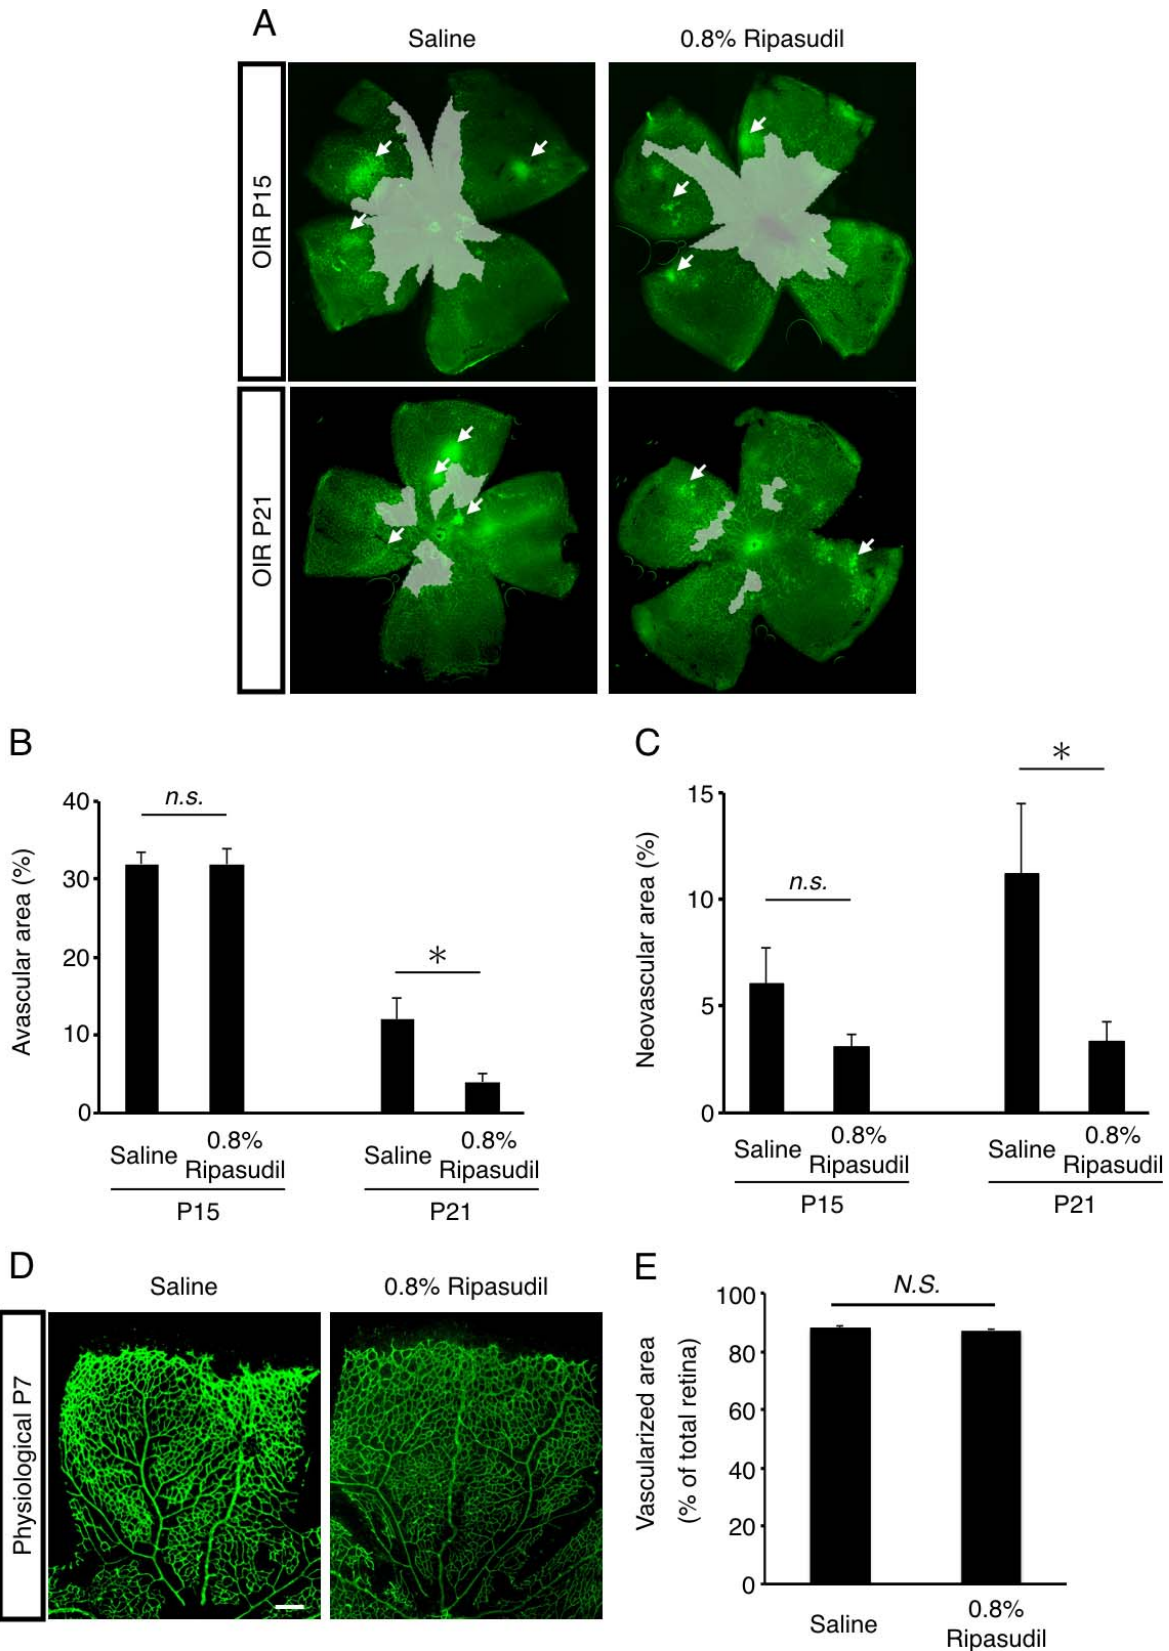 A
Saline
0.8% Ripasudil
OIR P15
OIR P21
B
Avascular area (%)
40
30
20
10
0
n.s.
*
Saline
0.8%
Ripasudil
Saline
0.8%
Ripasudil
P15
P21
C
Neovascular area (%)
15
10
5
0
n.s.
*
Saline
0.8%
Ripasudil
Saline
0.8%
Ripasudil
P15
P21
D
Saline
0.8% Ripasudil
Physiological P7
E
Vascularized area
(% of total retina)
100
80
60
40
20
0
N.S.
Saline
0.8%
Ripasudil